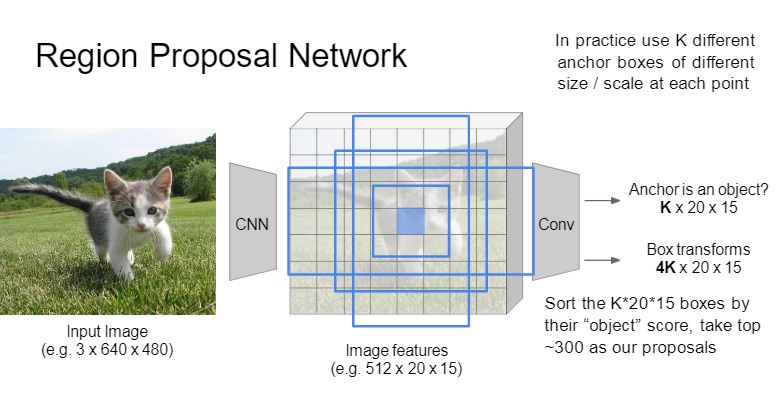 Region Proposal Network
In practice use K different
anchor boxes of different
size / scale at each point
CNN
Conv
Anchor is an object?
K x 20 x 15
Box transforms
4K x 20 x 15
Input Image
(e.g. 3 x 640 x 480)
Image features
(e.g. 512 x 20 x 15)
Sort the K*20*15 boxes by
their “object” score, take top
~300 as our proposals